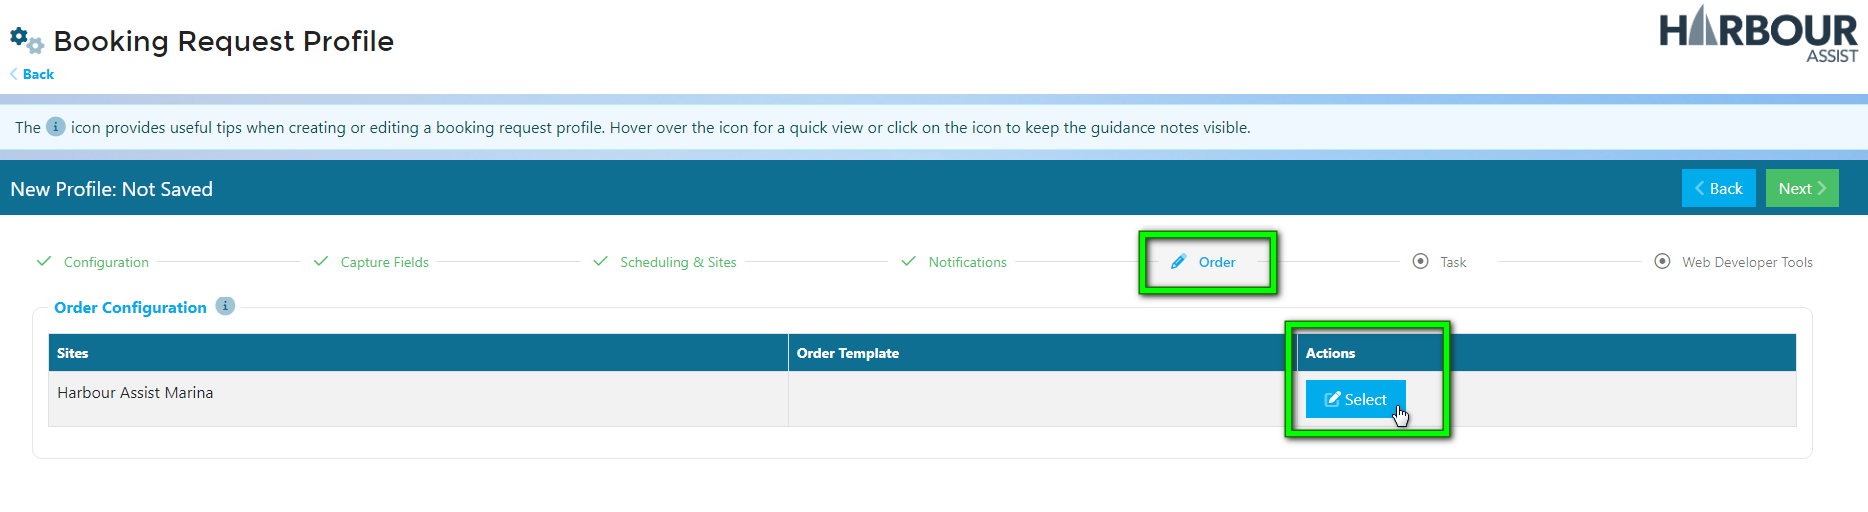 Booking Request Profile
HARBOUR
ASSIST
Back
The i icon provides useful tips when creating or editing a booking request profile. Hover over the icon for a quick view or click on the icon to keep the guidance notes visible.
New Profile: Not Saved
Back
Next
Configuration
Capture Fields
Scheduling & Sites
Notifications
Order
Task
Web Developer Tools
Order Configuration i
Sites
Order Template
Actions
Harbour Assist Marina
Select